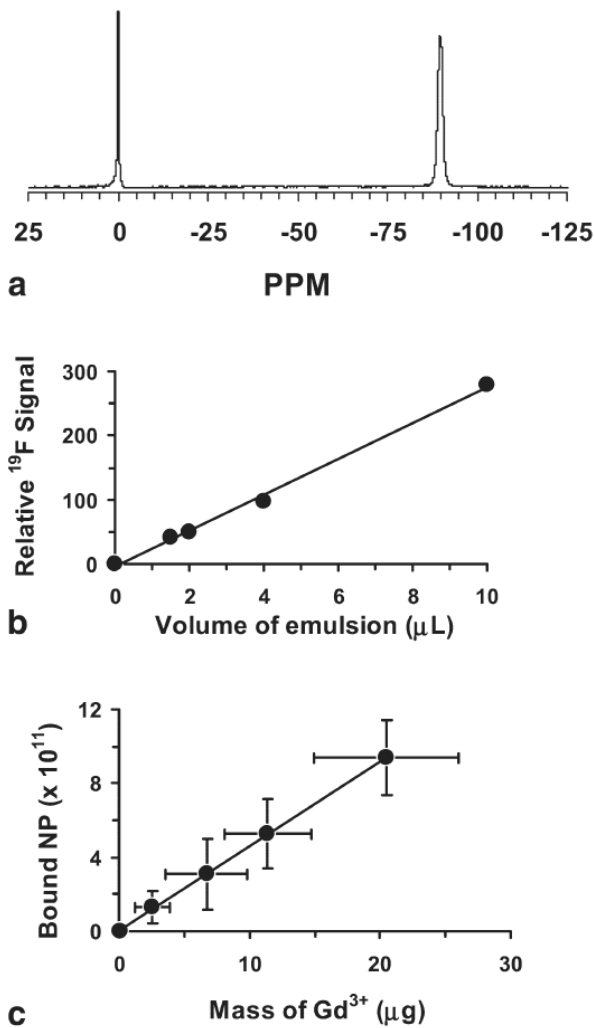 25 0 -25 -50 -75 -100 -125
PPM
a
300
200
100
0
Relative ¹⁹F Signal
0 2 4 6 8 10
Volume of emulsion (μL)
b
12
8
4
0
Bound NP (x 10¹¹)
0 10 20 30
Mass of Gd³⁺ (μg)
c